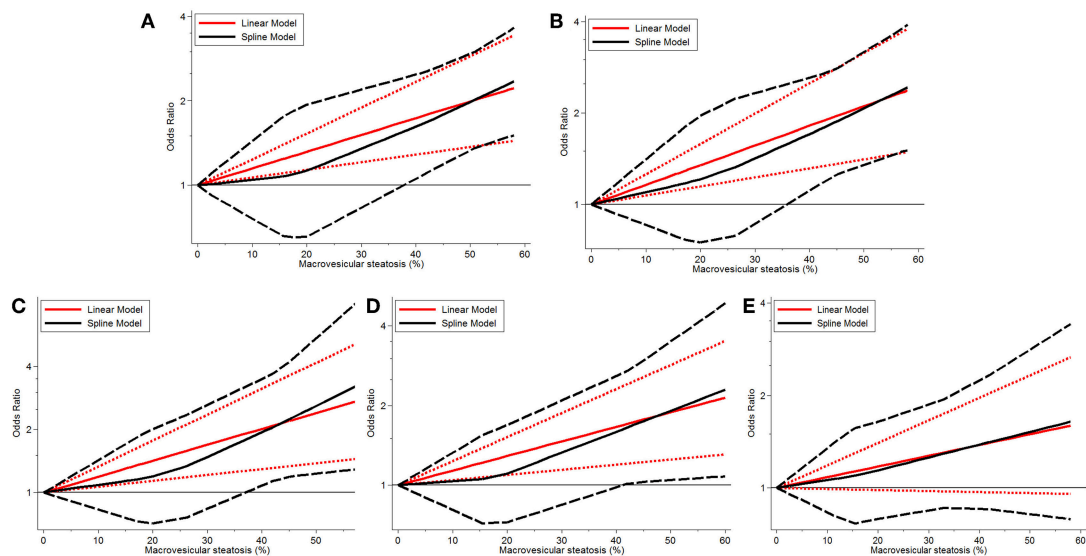 A
Linear Model
Spline Model
Odds Ratio
4
2
1
0 10 20 30 40 50 60
Macrovesicular steatosis (%)
B
Linear Model
Spline Model
Odds Ratio
4
2
1
0 10 20 30 40 50 60
Macrovesicular steatosis (%)
C
Linear Model
Spline Model
Odds Ratio
4
2
1
0 10 20 30 40 50
Macrovesicular steatosis (%)
D
Linear Model
Spline Model
Odds Ratio
4
2
1
0 10 20 30 40 50 60
Macrovesicular steatosis (%)
E
Linear Model
Spline Model
Odds Ratio
4
2
1
0 10 20 30 40 50 60
Macrovesicular steatosis (%)